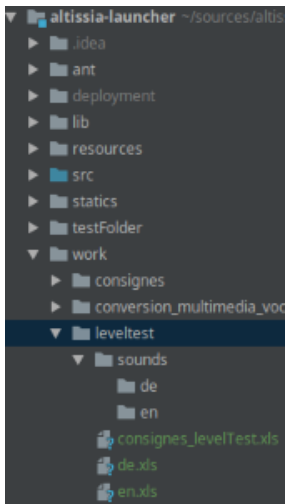 altissia-launcher ~/sources/altis
.idea
ant
deployment
lib
resources
src
statics
testFolder
work
consignes
conversion_multimedia_voc
leveltest
sounds
de
en
consignes_levelTest.xls
de.xls
en.xls